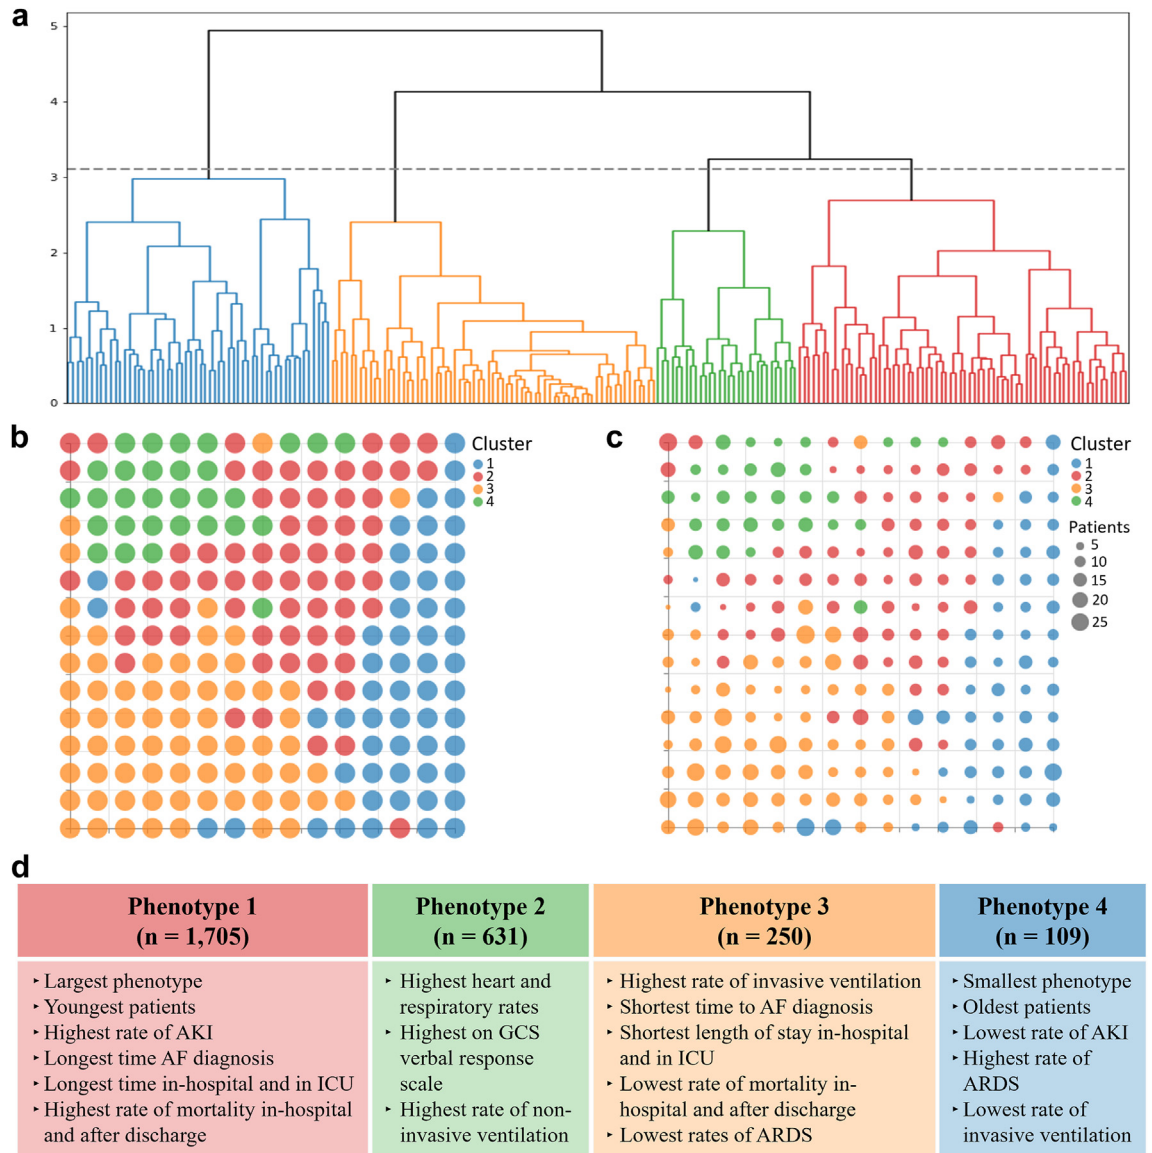 a
5
4
3
2
1
0
b
Cluster
1
2
3
4
c
Cluster
1
2
3
4
Patients
5
10
15
20
25
d
Phenotype 1
(n = 1,705)
‣ Largest phenotype
‣ Youngest patients
‣ Highest rate of AKI
‣ Longest time AF diagnosis
‣ Longest time in-hospital and in ICU
‣ Highest rate of mortality in-hospital
and after discharge
Phenotype 2
(n = 631)
‣ Highest heart and
respiratory rates
‣ Highest on GCS
verbal response
scale
‣ Highest rate of non-
invasive ventilation
Phenotype 3
(n = 250)
‣ Highest rate of invasive ventilation
‣ Shortest time to AF diagnosis
‣ Shortest length of stay in-hospital
and in ICU
‣ Lowest rate of mortality in-
hospital and after discharge
‣ Lowest rates of ARDS
Phenotype 4
(n = 109)
‣ Smallest phenotype
‣ Oldest patients
‣ Lowest rate of AKI
‣ Highest rate of
ARDS
‣ Lowest rate of
invasive ventilation